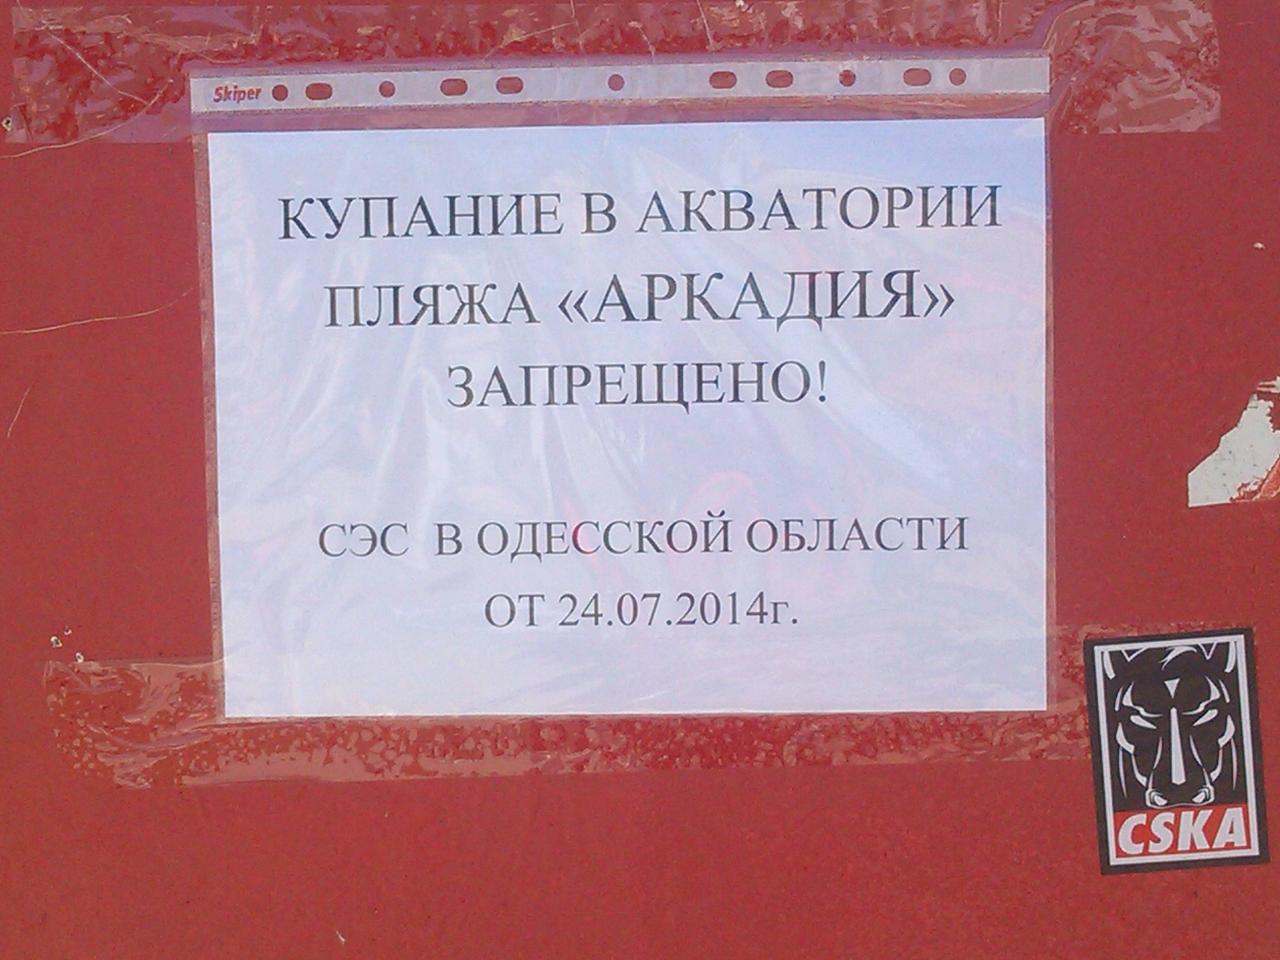 Skiper
КУПАНИЕ В АКВАТОРИИ
ПЛЯЖА «АРКАДИЯ»
ЗАПРЕЩЕНО!
СЭС В ОДЕССКОЙ ОБЛАСТИ
ОТ 24.07.2014г.
CSKA